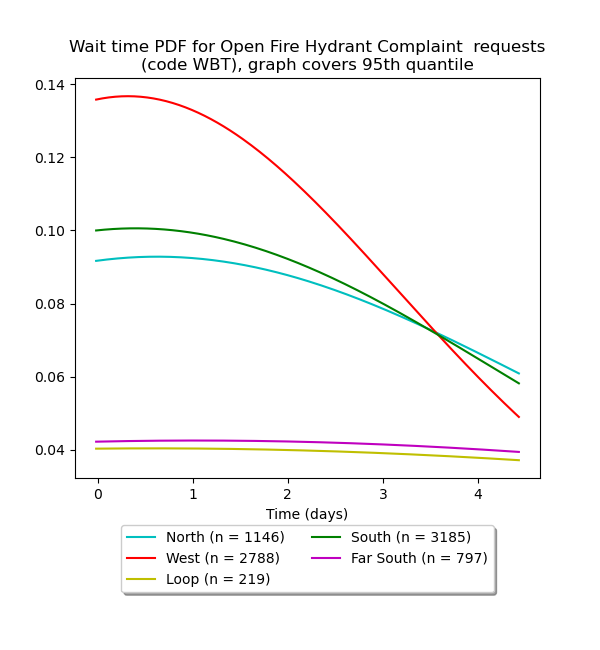 Wait time PDF for Open Fire Hydrant Complaint  requests
(code WBT), graph covers 95th quantile
0.14
0.12
0.10
0.08
0.06
0.04
0 1 2 3 4
Time (days)
North (n = 1146)
West (n = 2788)
Loop (n = 219)
South (n = 3185)
Far South (n = 797)